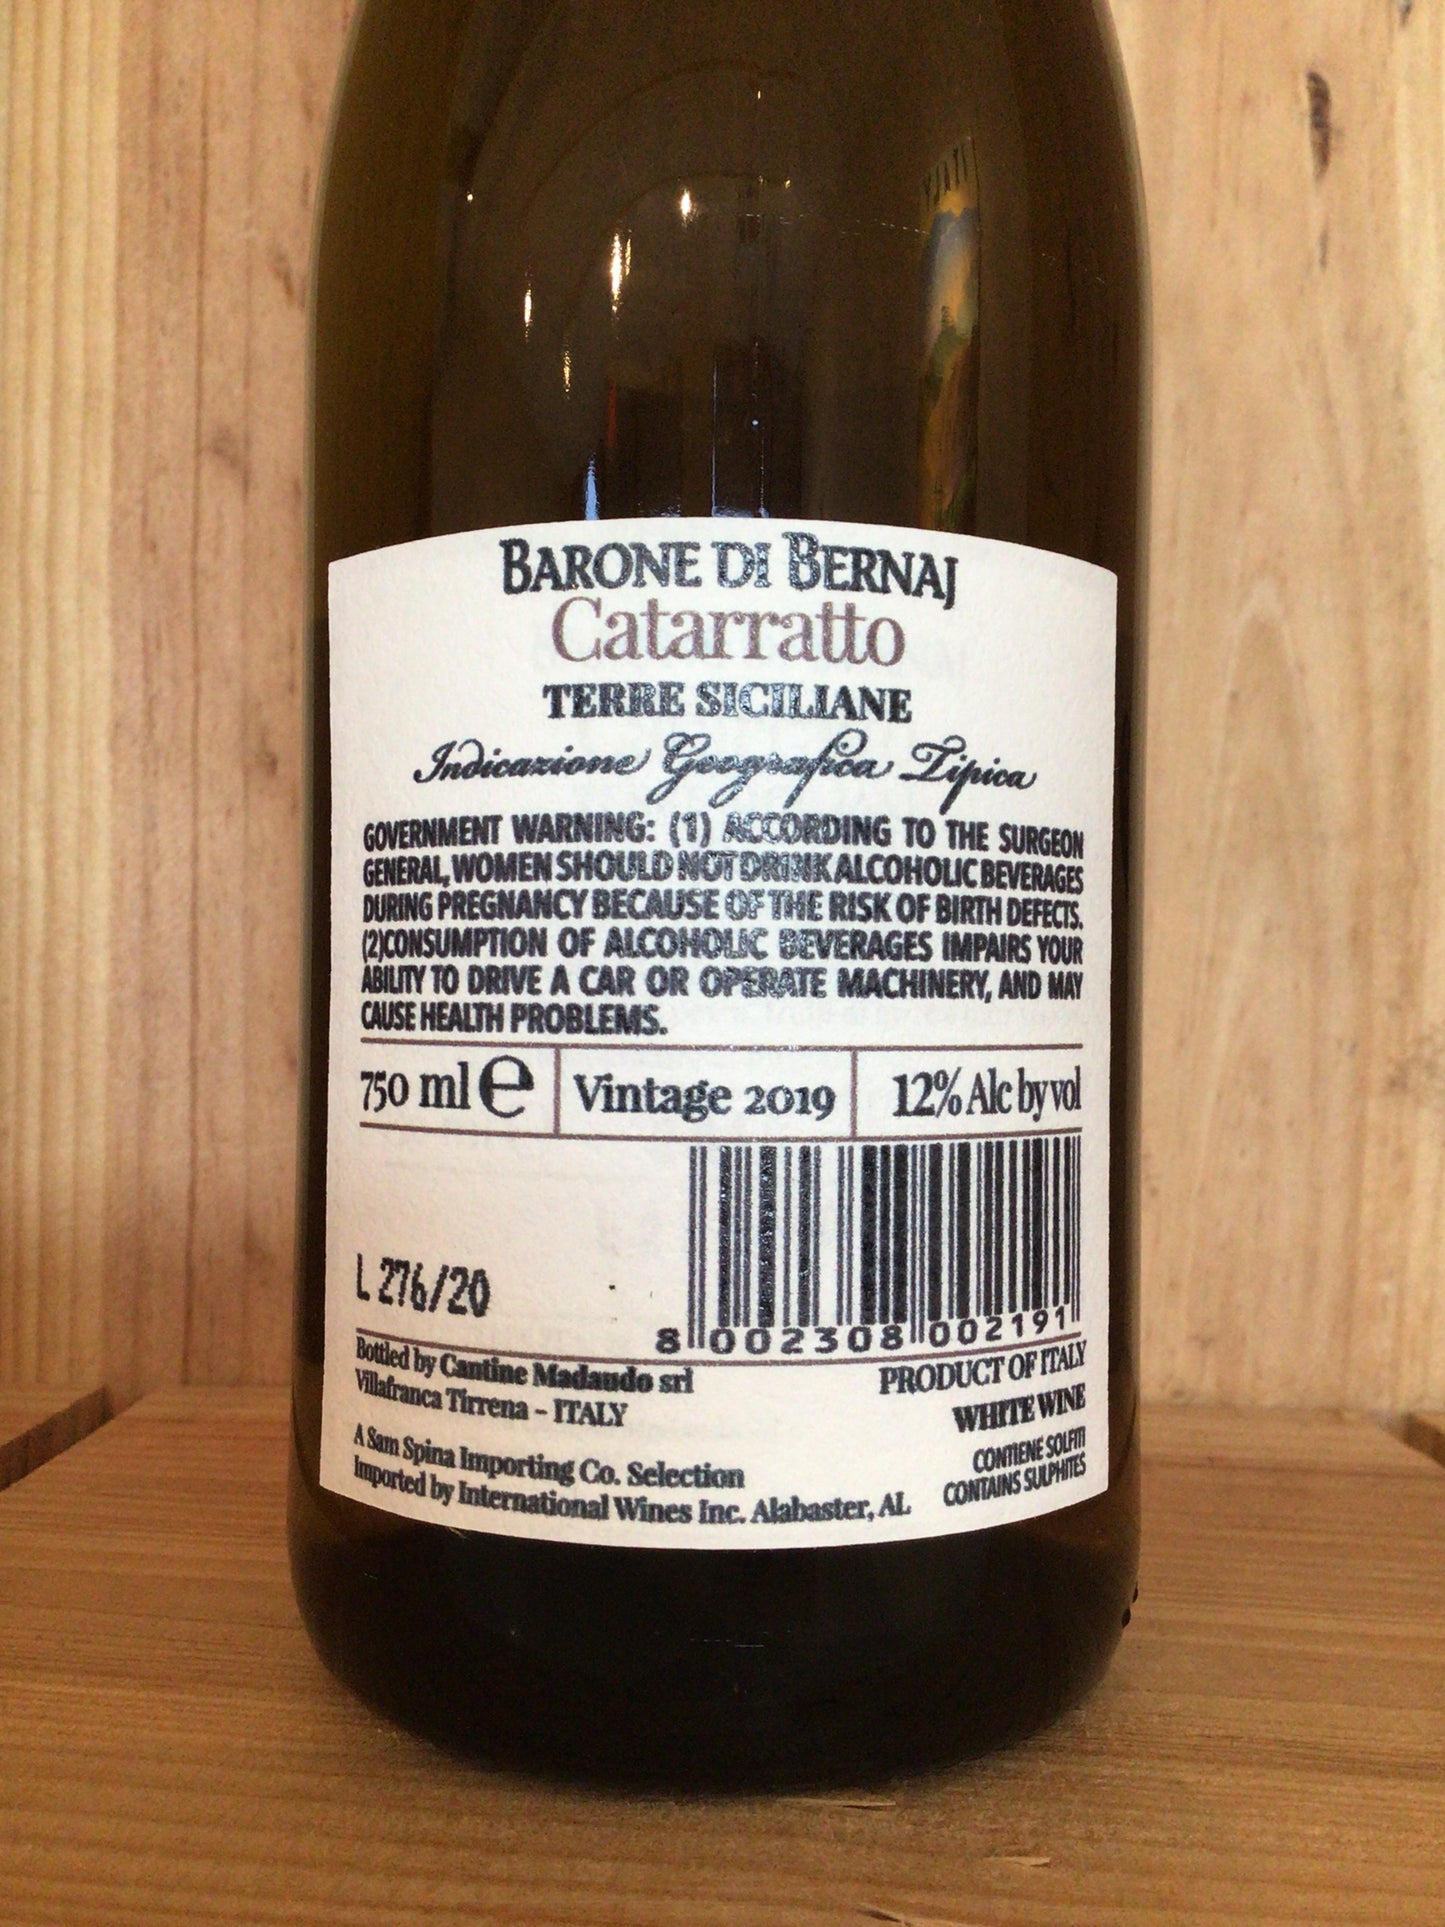 BARONE DI BERNAJ
Catarratto
TERRE SICILIANE
Indicazione Geografica Tipica
GOVERNMENT WARNING: (1) ACCORDING TO THE SURGEON
GENERAL, WOMEN SHOULD NOT DRINK ALCOHOLIC BEVERAGES
DURING PREGNANCY BECAUSE OF THE RISK OF BIRTH DEFECTS.
(2)CONSUMPTION OF ALCOHOLIC BEVERAGES IMPAIRS YOUR
ABILITY TO DRIVE A CAR OR OPERATE MACHINERY, AND MAY
CAUSE HEALTH PROBLEMS.
750 ml e Vintage 2019 12% Alc by vol
L 276/20
8 002308 002191
Bottled by Cantine Madaudo srl
Villafranca Tirrena - ITALY
A Sam Spina Importing Co. Selection
Imported by International Wines Inc. Alabaster, AL
PRODUCT OF ITALY
WHITE WINE
CONTIENE SOLFITI
CONTAINS SULPHITES